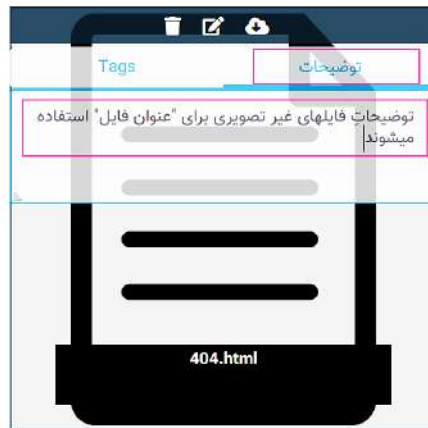 Tags
توضیحات
توضیحاتِ فایلهای غیر تصویری برای "عنوان فایل" استفاده
میشوند
404.html